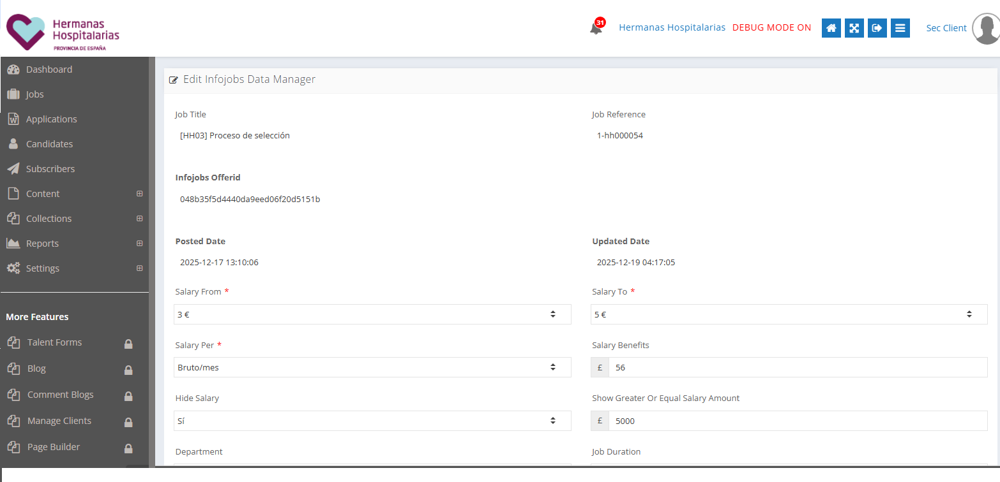 Hermanas
Hospitalarias
PROVINCIA DE ESPAÑA
31
Hermanas Hospitalarias DEBUG MODE ON
Sec Client
Dashboard
Jobs
Applications
Candidates
Subscribers
Content
Collections
Reports
Settings
More Features
Talent Forms
Blog
Comment Blogs
Manage Clients
Page Builder
Edit Infojobs Data Manager
Job Title
[HH03] Proceso de selección
Job Reference
1-hh000054
Infojobs Offerid
048b35f5d4440da9eed06f20d5151b
Posted Date
2025-12-17 13:10:06
Updated Date
2025-12-19 04:17:05
Salary From *
3 €
Salary To *
5 €
Salary Per *
Bruto/mes
Salary Benefits
£ 56
Hide Salary
Sí
Show Greater Or Equal Salary Amount
£ 5000
Department
Job Duration